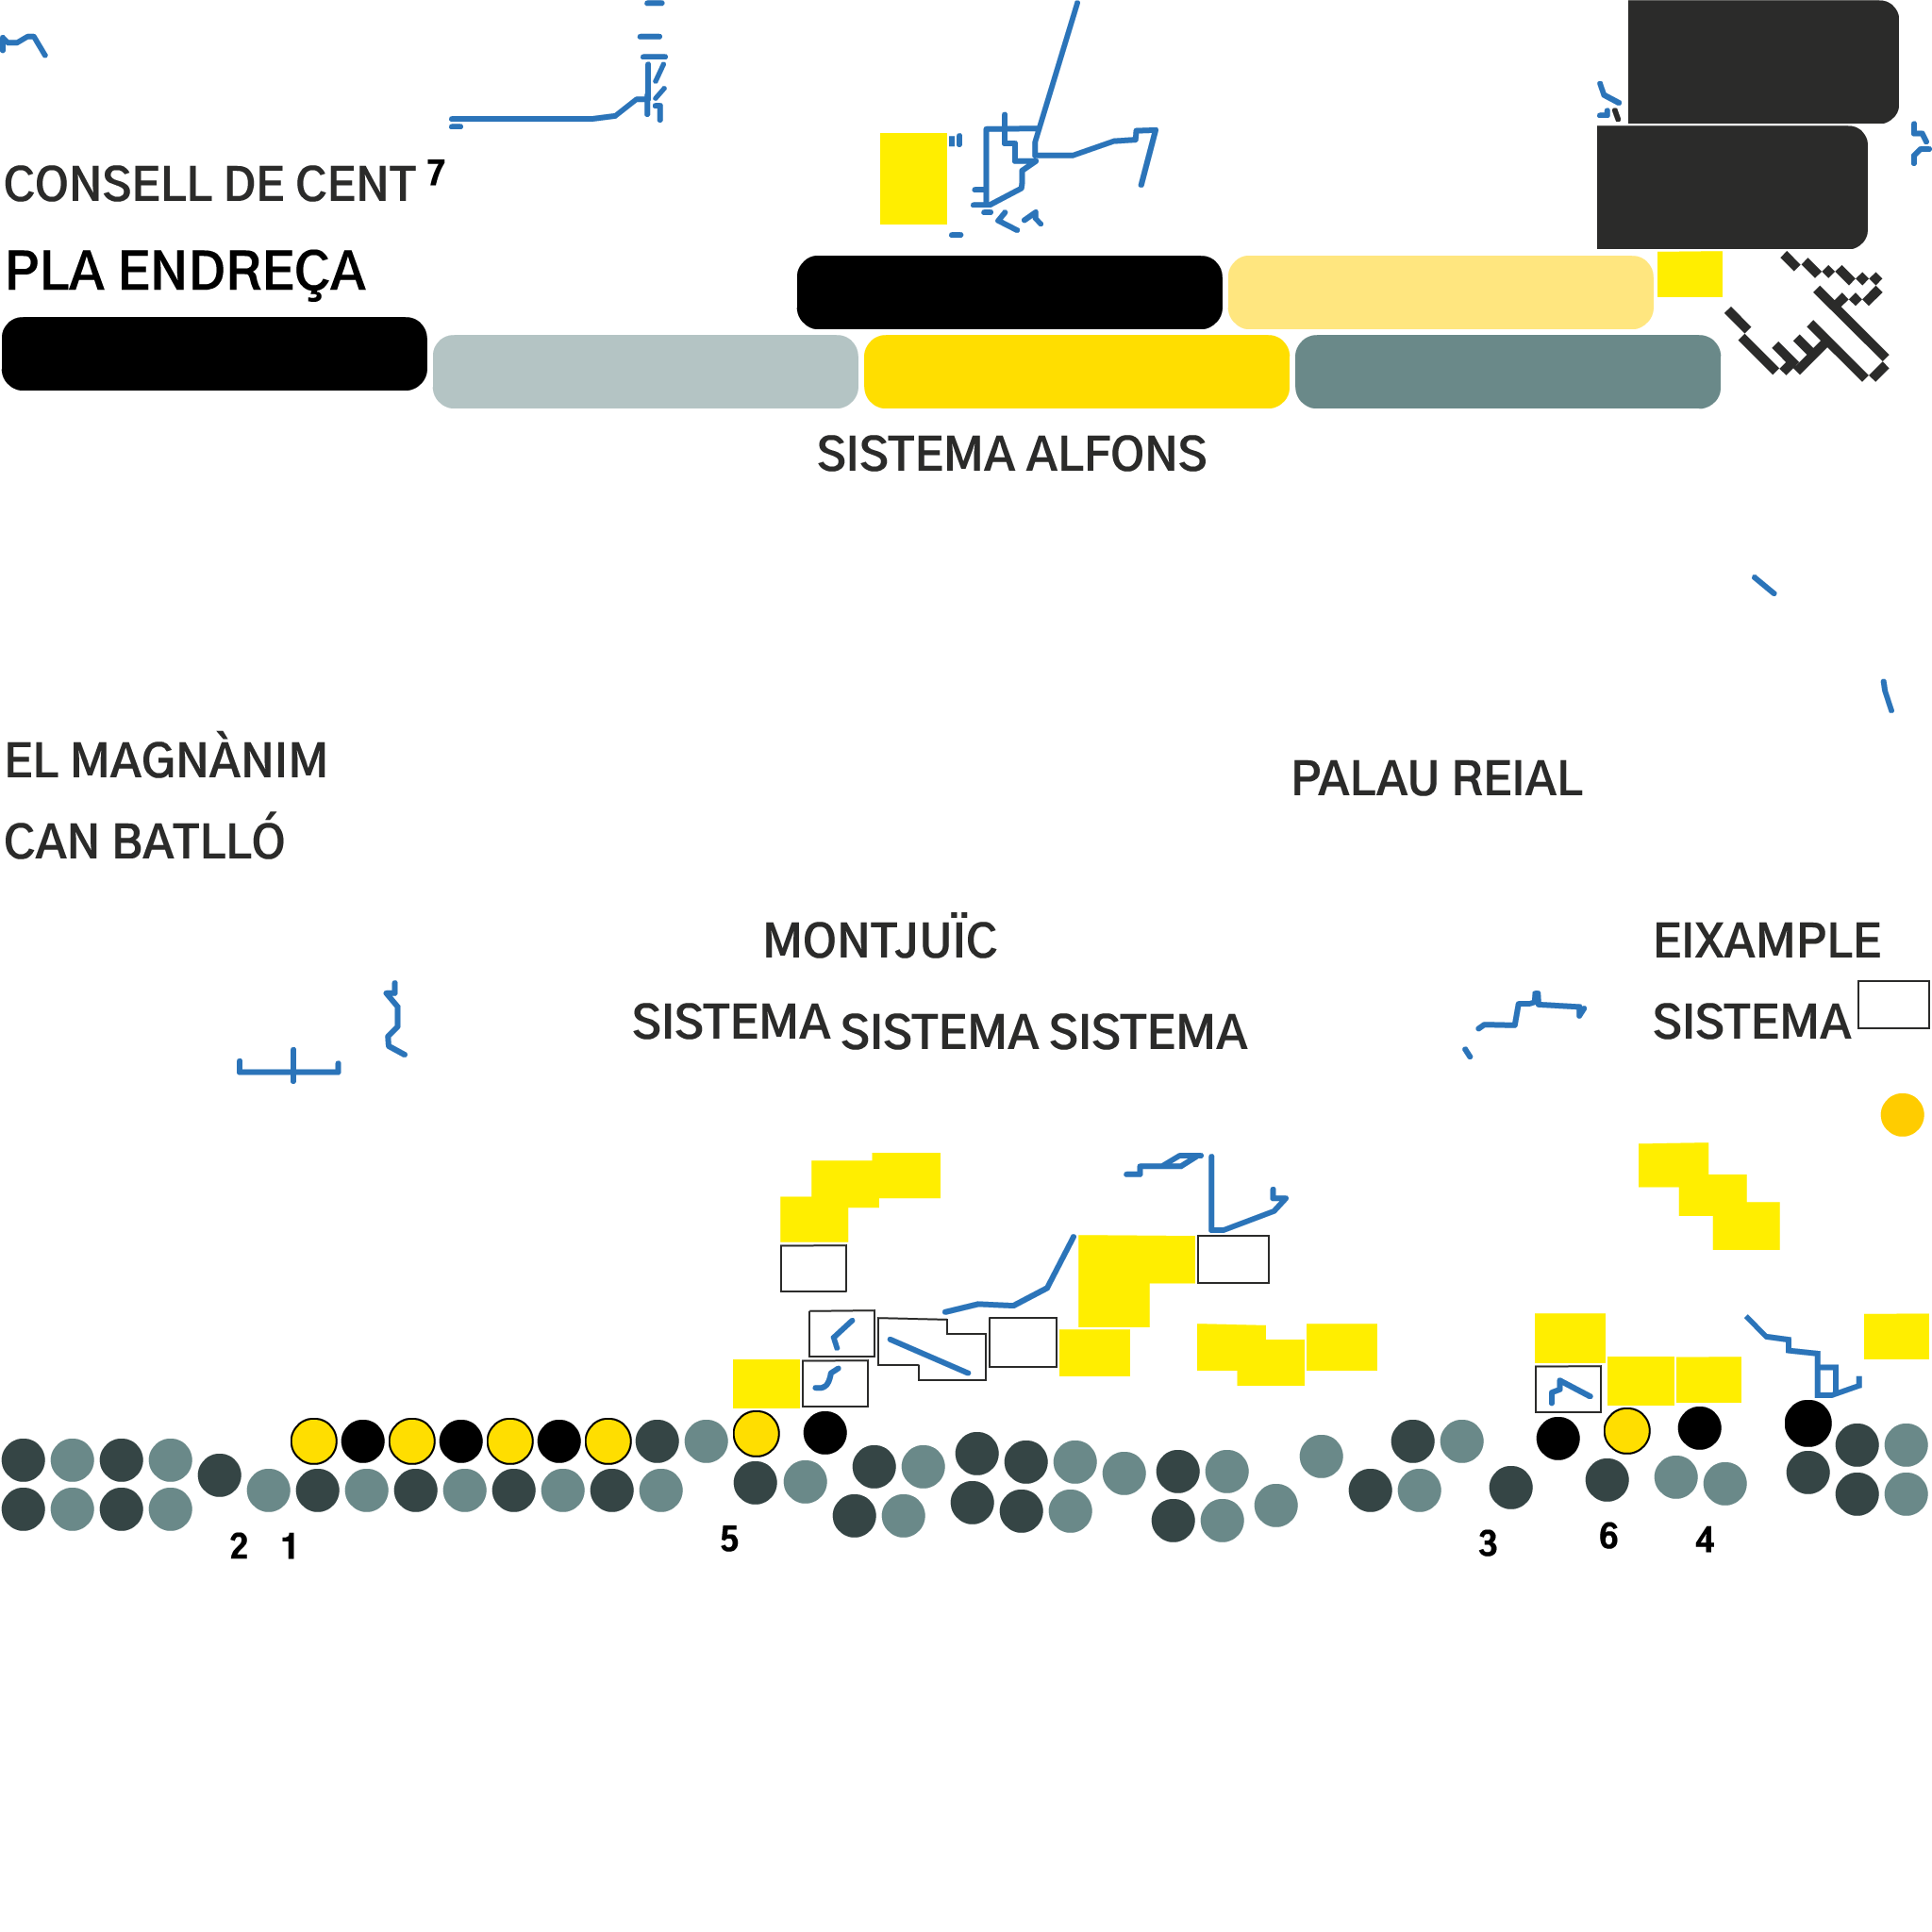 CONSELL DE CENT 7
PLA ENDREÇA
SISTEMA ALFONS
EL MAGNÀNIM
PALAU REIAL
CAN BATLLÓ
MONTJUÏC
EIXAMPLE
SISTEMA SISTEMA SISTEMA
SISTEMA
2 1 5 3 6 4